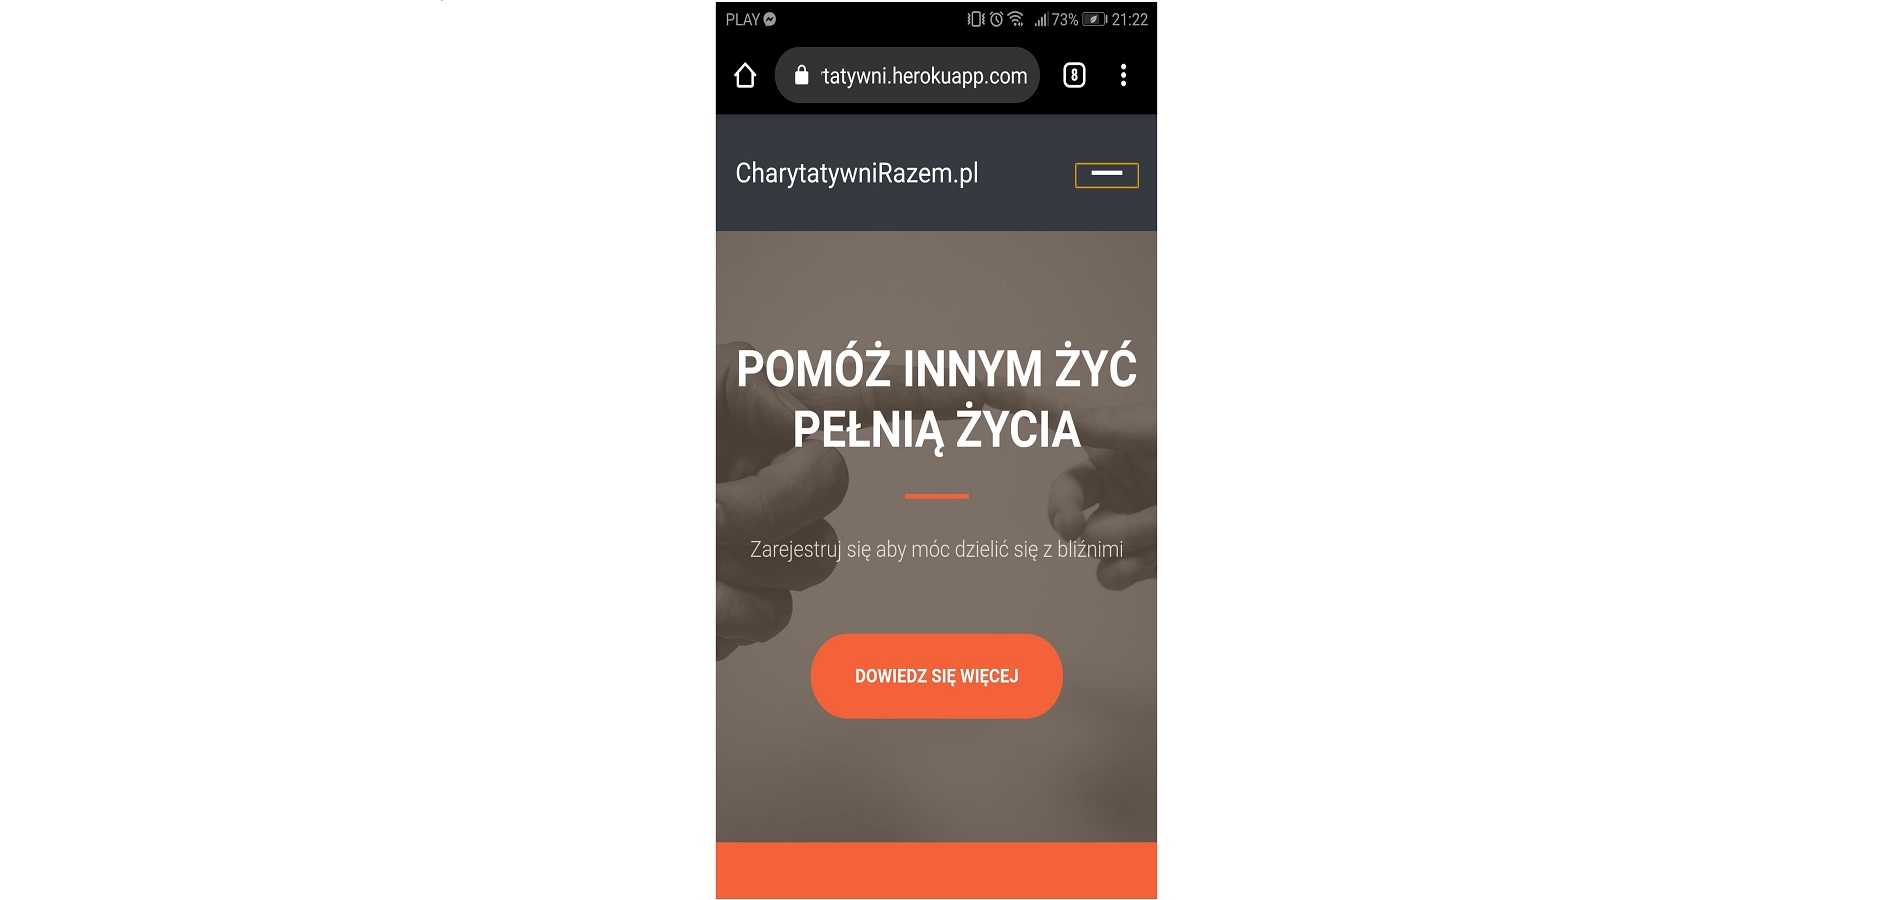 PLAY 73% 21:22
tatywni.herokuapp.com 8
CharytatywniRazem.pl
POMÓŻ INNYM ŻYĆ
PEŁNIĄ ŻYCIA
Zarejestruj się aby móc dzielić się z bliźnimi
DOWIEDZ SIĘ WIĘCEJ